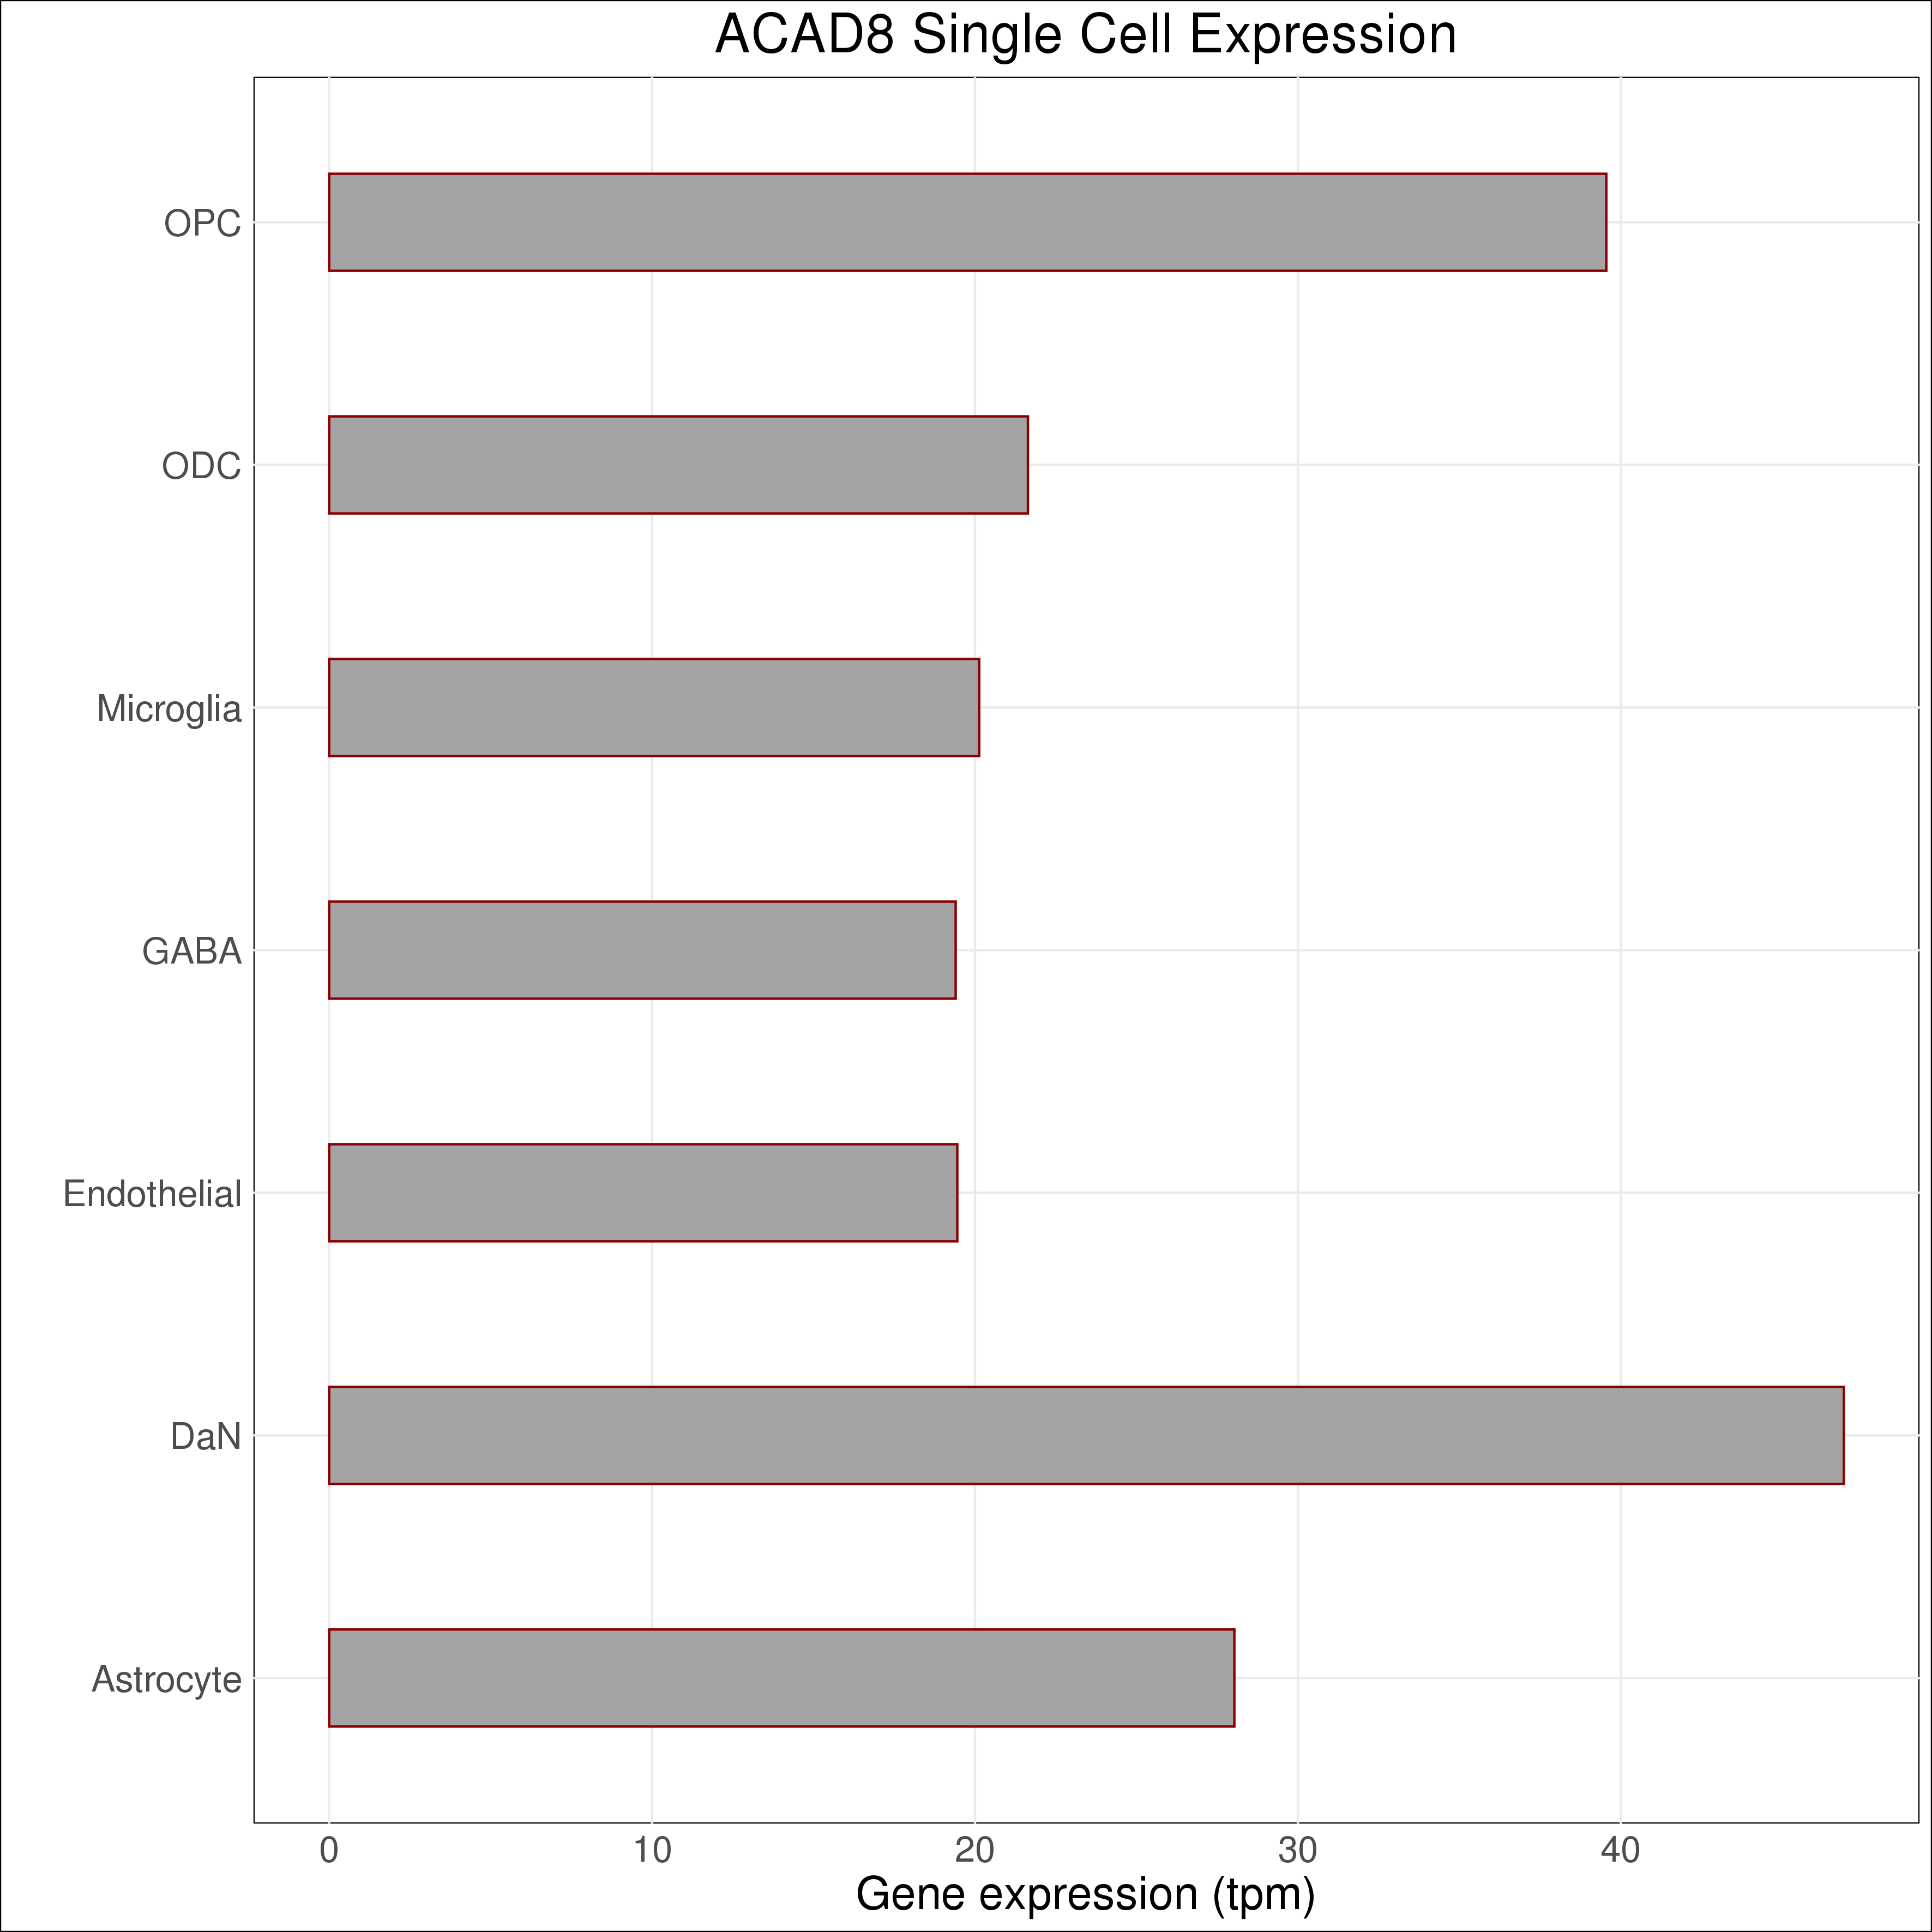 ACAD8 Single Cell Expression
OPC
ODC
Microglia
GABA
Endothelial
DaN
Astrocyte
0 10 20 30 40
Gene expression (tpm)